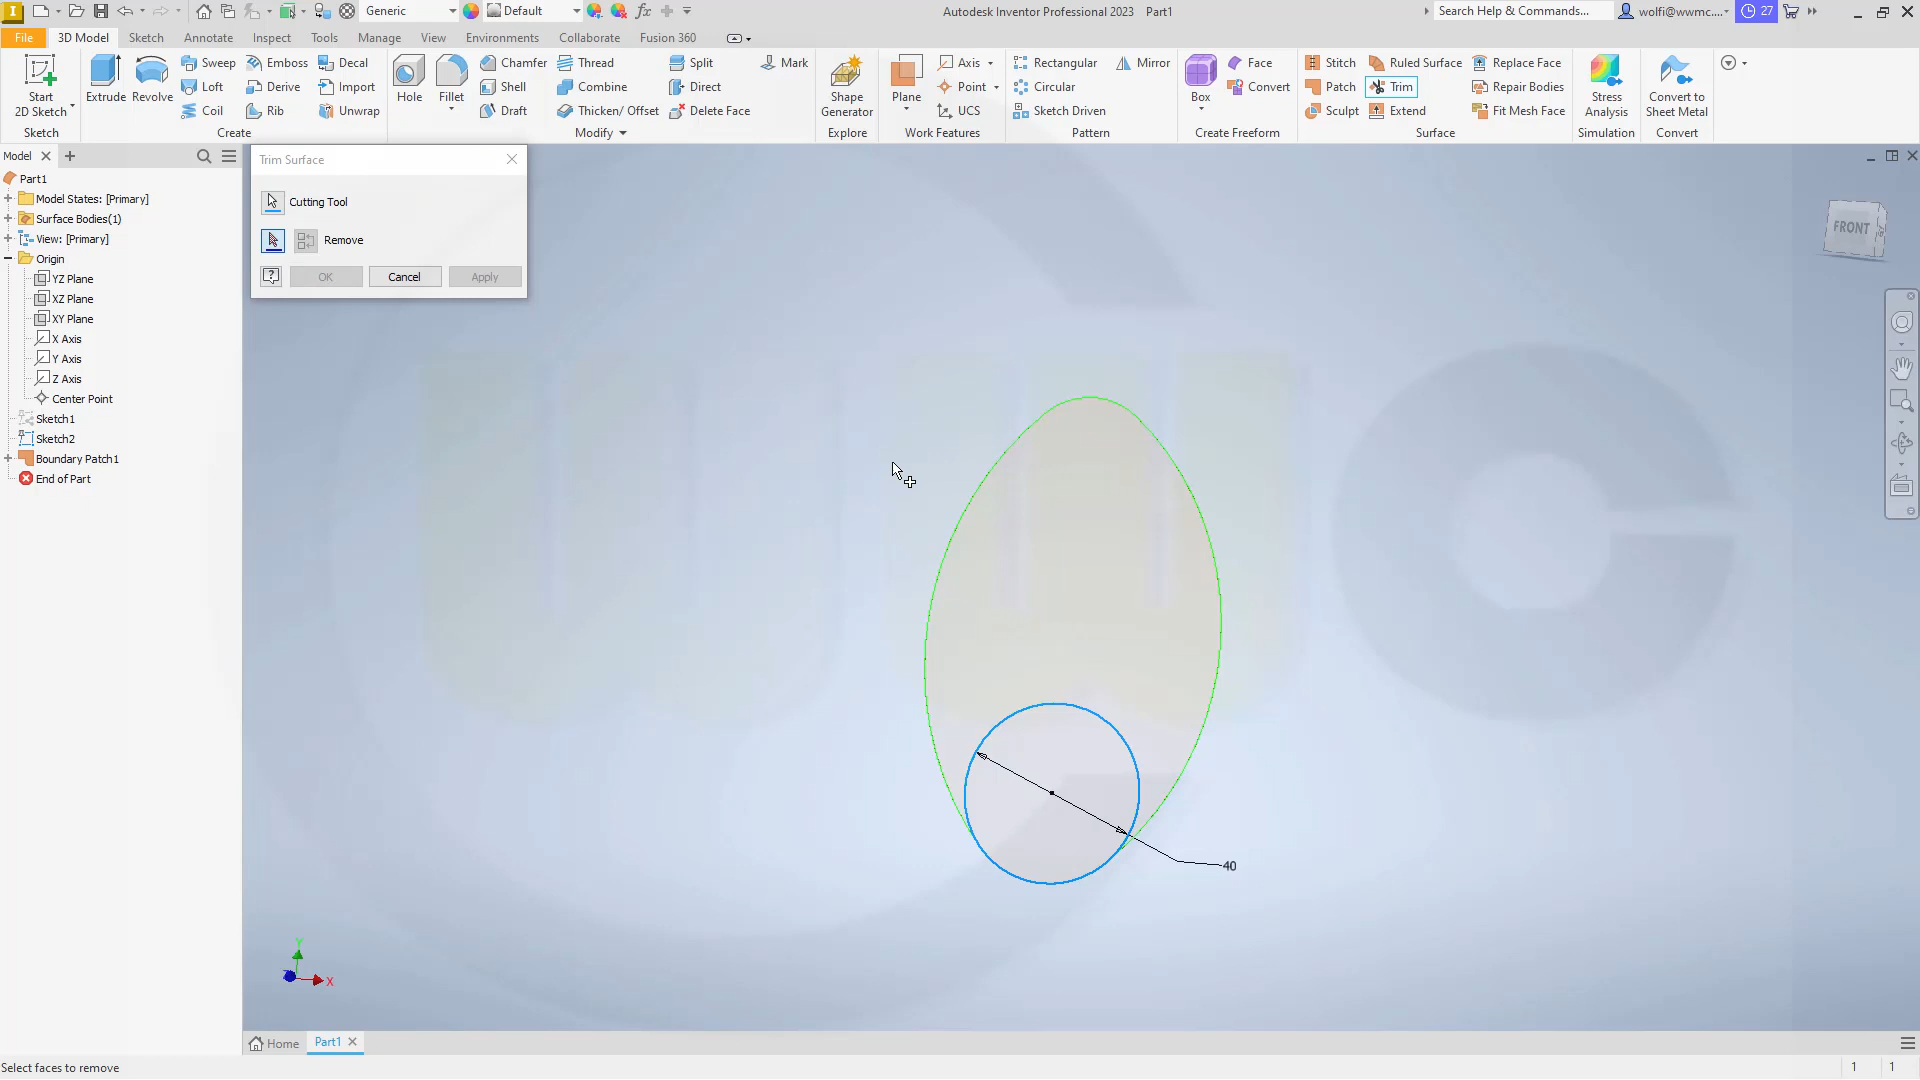 Generic
Default
Autodesk Inventor Professional 2023 Part1
Search Help & Commands...
wolfi@wwmc....
27
File
3D Model
Sketch
Annotate
Inspect
Tools
Manage
View
Environments
Collaborate
Fusion 360
Start
2D Sketch
Sketch
Extrude
Revolve
Sweep
Loft
Coil
Emboss
Derive
Rib
Decal
Import
Unwrap
Create
Hole
Fillet
Chamfer
Shell
Draft
Thread
Combine
Thicken/ Offset
Split
Direct
Delete Face
Mark
Modify
Shape
Generator
Explore
Plane
Axis
Point
UCS
Work Features
Rectangular
Circular
Sketch Driven
Mirror
Pattern
Box
Face
Convert
Create Freeform
Stitch
Patch
Sculpt
Ruled Surface
Trim
Extend
Replace Face
Repair Bodies
Fit Mesh Face
Surface
Stress
Analysis
Simulation
Convert to
Sheet Metal
Convert
Model
Part1
Model States: [Primary]
Surface Bodies(1)
View: [Primary]
Origin
YZ Plane
XZ Plane
XY Plane
X Axis
Y Axis
Z Axis
Center Point
Sketch1
Sketch2
Boundary Patch1
End of Part
Trim Surface
Cutting Tool
Remove
OK
Cancel
Apply
FRONT
40
Y
Z
X
Home
Part1
Select faces to remove
1
1